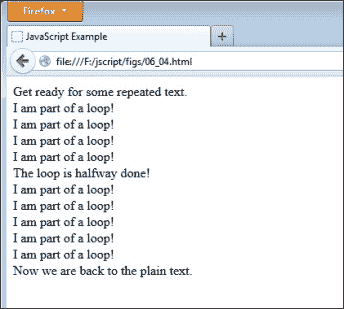 Firefox
JavaScript Example
file:///F:/jscript/figs/06_04.html
Get ready for some repeated text.
I am part of a loop!
I am part of a loop!
I am part of a loop!
I am part of a loop!
The loop is halfway done!
I am part of a loop!
I am part of a loop!
I am part of a loop!
I am part of a loop!
I am part of a loop!
Now we are back to the plain text.